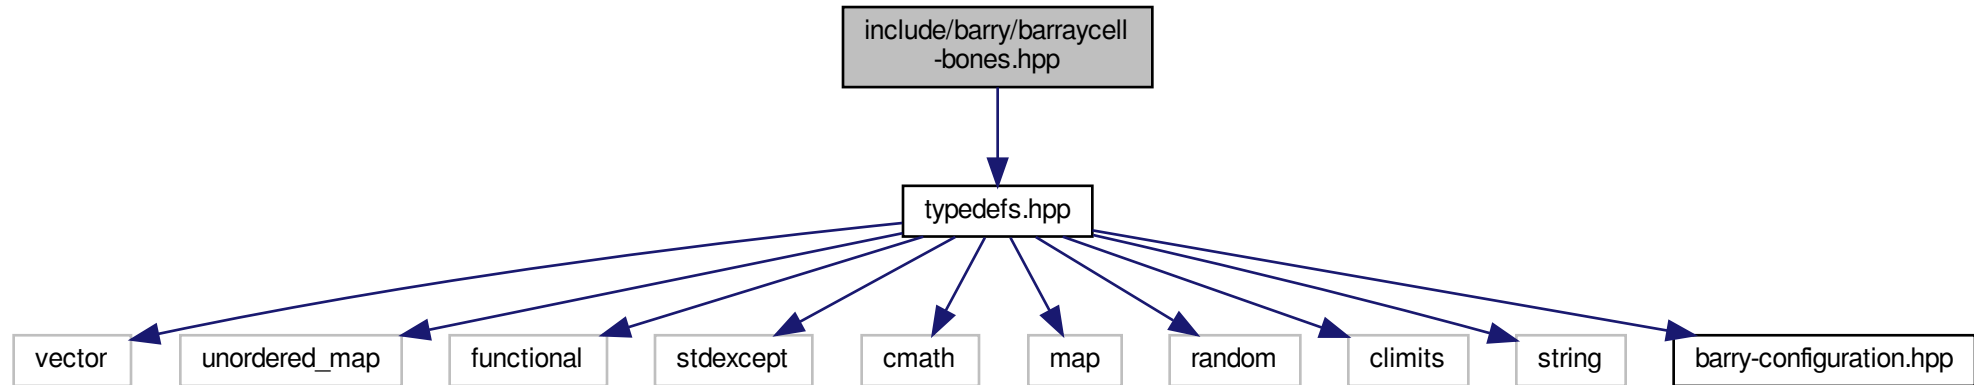 include/barry/barraycell
-bones.hpp
typedefs.hpp
vector
unordered_map
functional
stdexcept
cmath
map
random
climits
string
barry-configuration.hpp